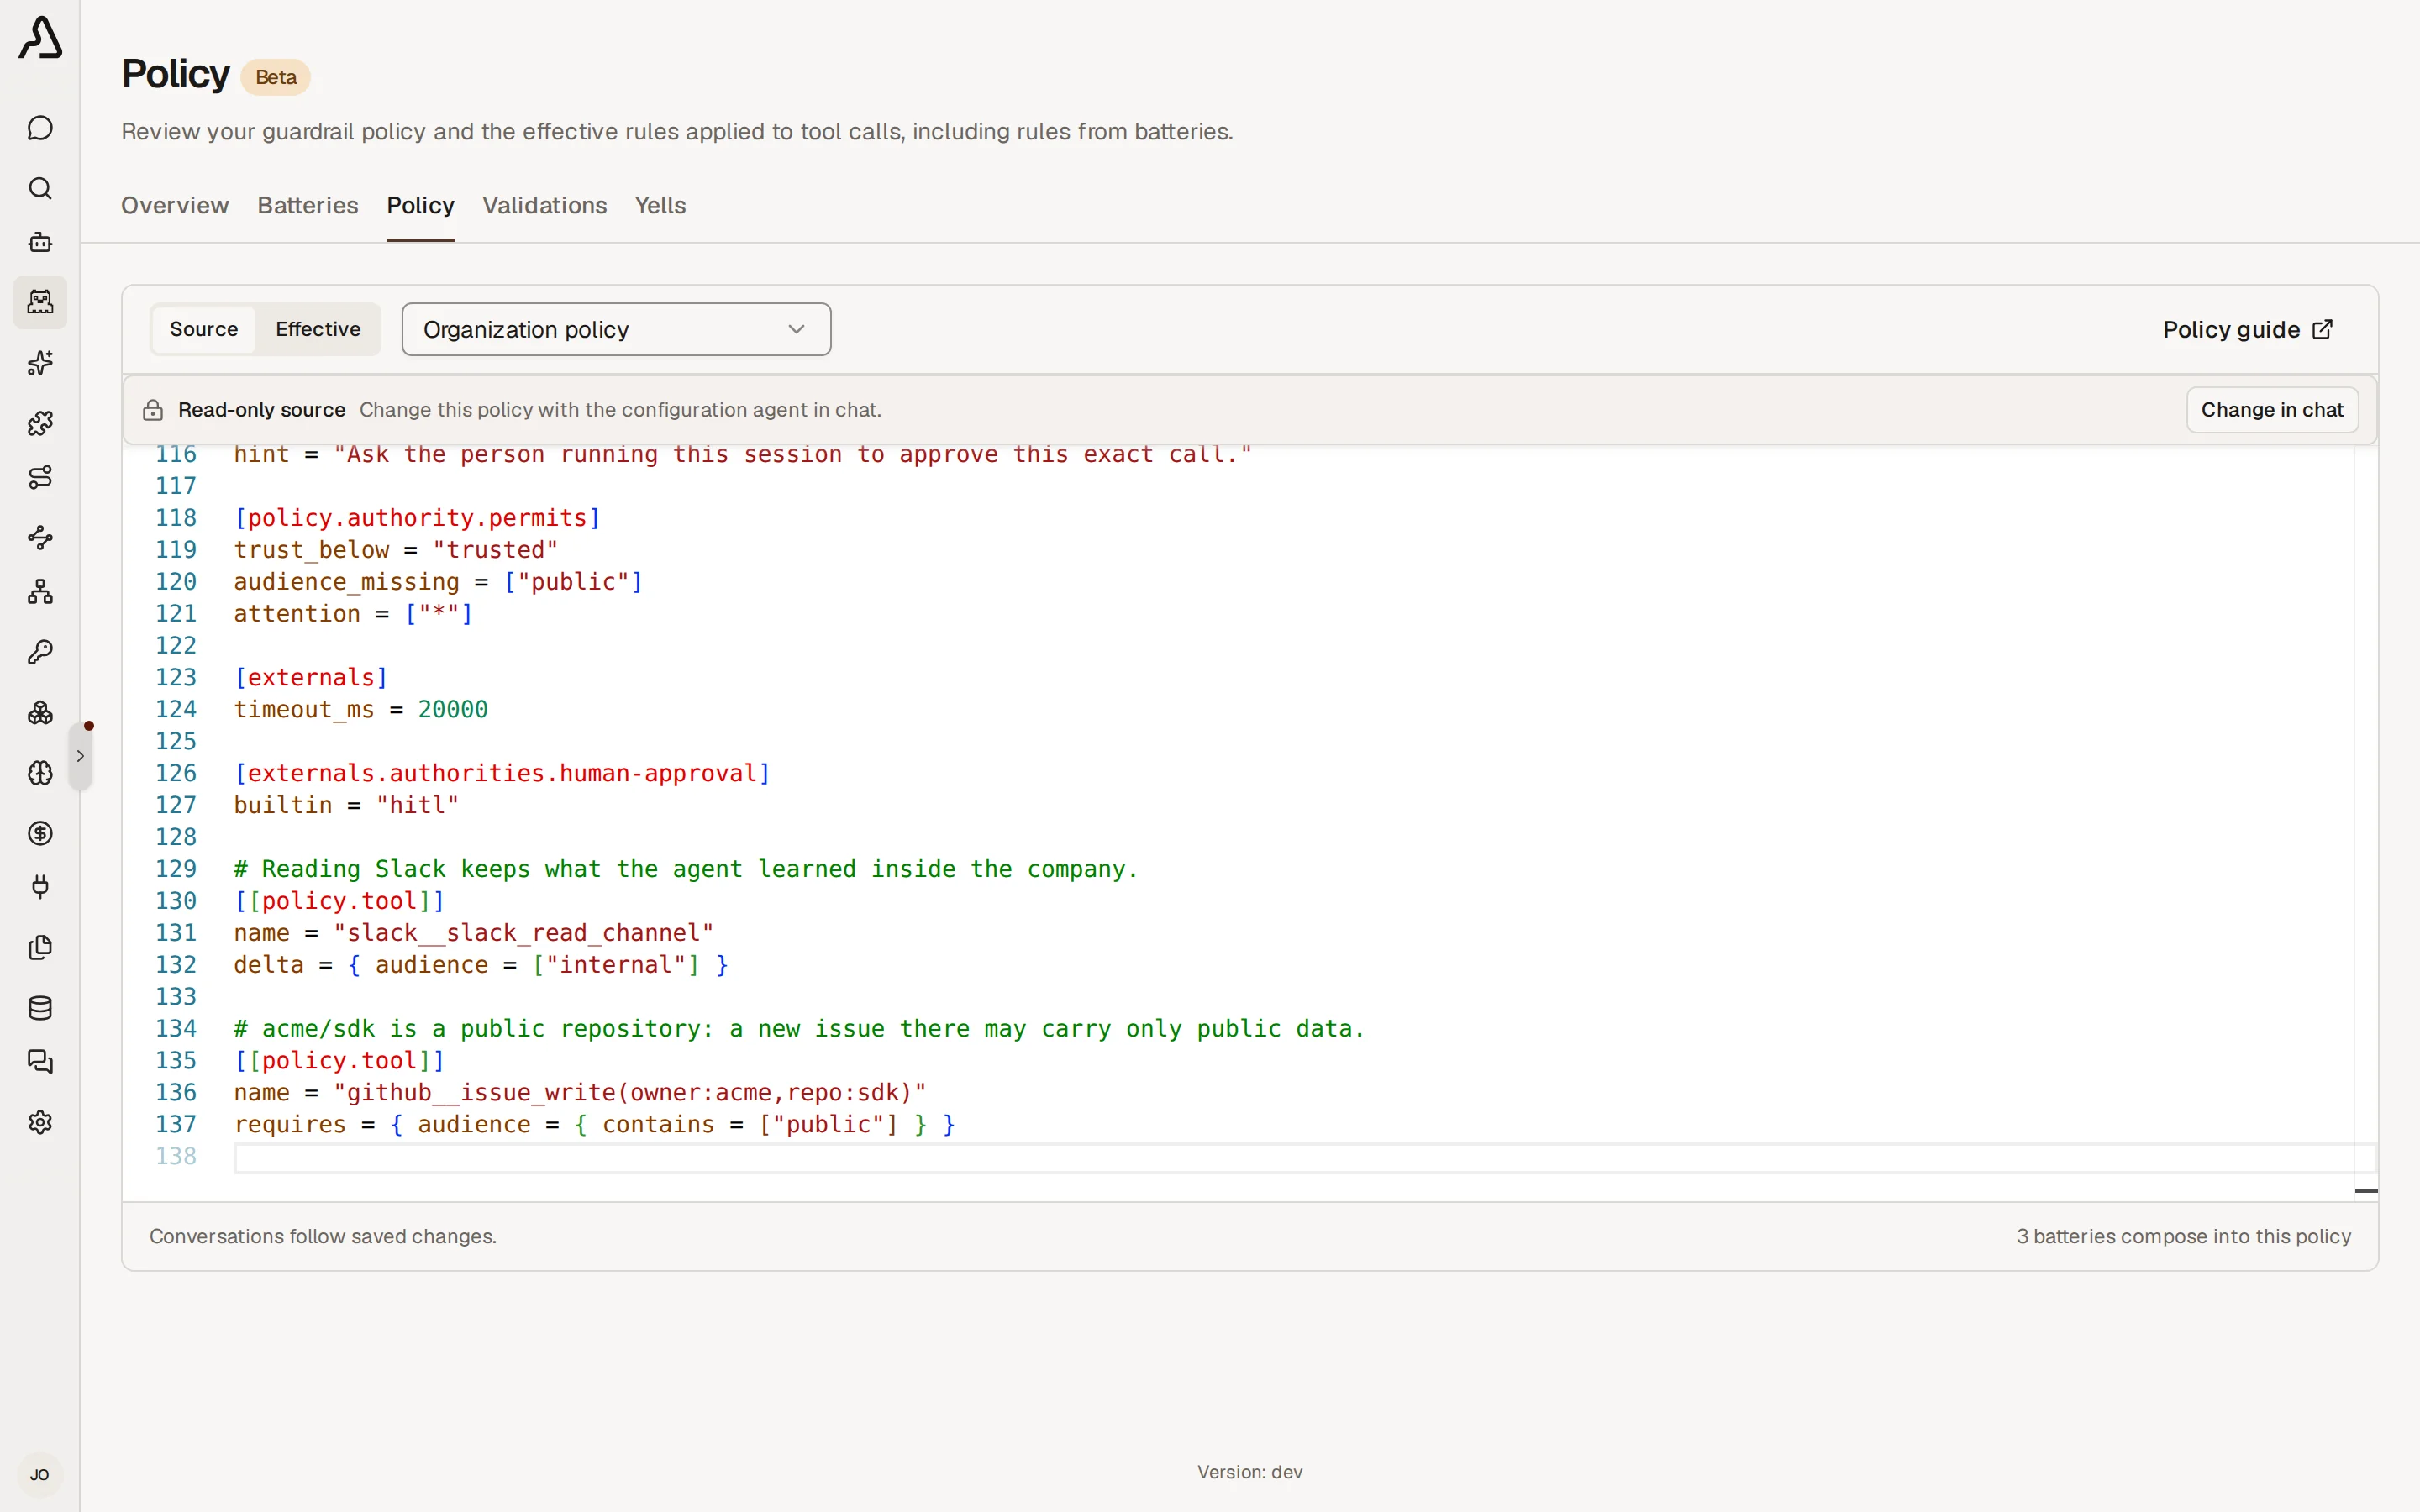 Policy Beta
Review your guardrail policy and the effective rules applied to tool calls, including rules from batteries.
Overview Batteries Policy Validations Yells
Source Effective Organization policy Policy guide
Read-only source Change this policy with the configuration agent in chat. Change in chat
116 hint = "Ask the person running this session to approve this exact call."
117
118 [policy.authority.permits]
119 trust_below = "trusted"
120 audience_missing = ["public"]
121 attention = ["*"]
122
123 [externals]
124 timeout_ms = 20000
125
126 [externals.authorities.human-approval]
127 builtin = "hitl"
128
129 # Reading Slack keeps what the agent learned inside the company.
130 [[policy.tool]]
131 name = "slack__slack_read_channel"
132 delta = { audience = ["internal"] }
133
134 # acme/sdk is a public repository: a new issue there may carry only public data.
135 [[policy.tool]]
136 name = "github__issue_write(owner:acme,repo:sdk)"
137 requires = { audience = { contains = ["public"] } }
138
Conversations follow saved changes. 3 batteries compose into this policy
JO
Version: dev